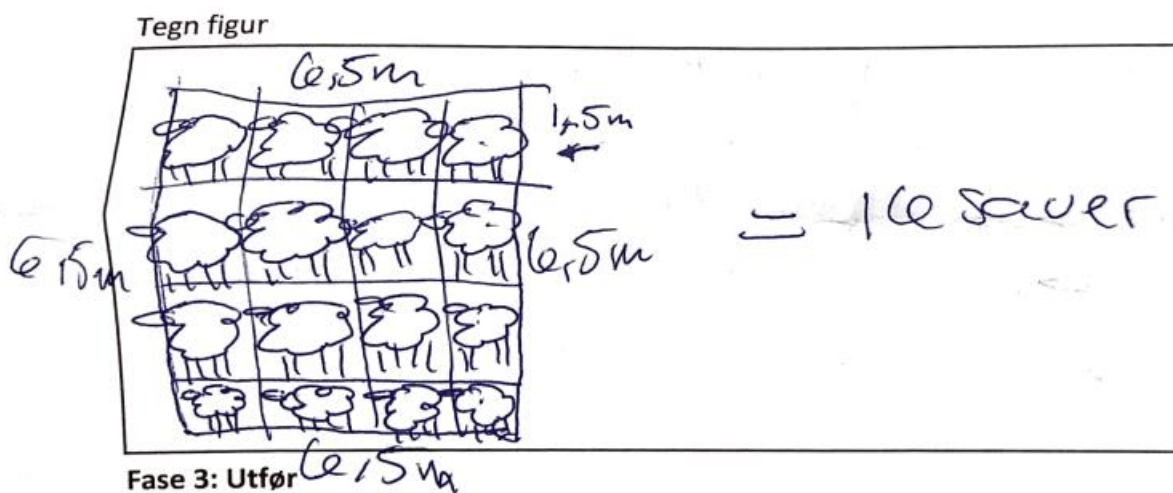 Tegn figur
6,5m
1,5m
= 16 sauer
6,5m
6,5m
6,5m
Fase 3: Utfør